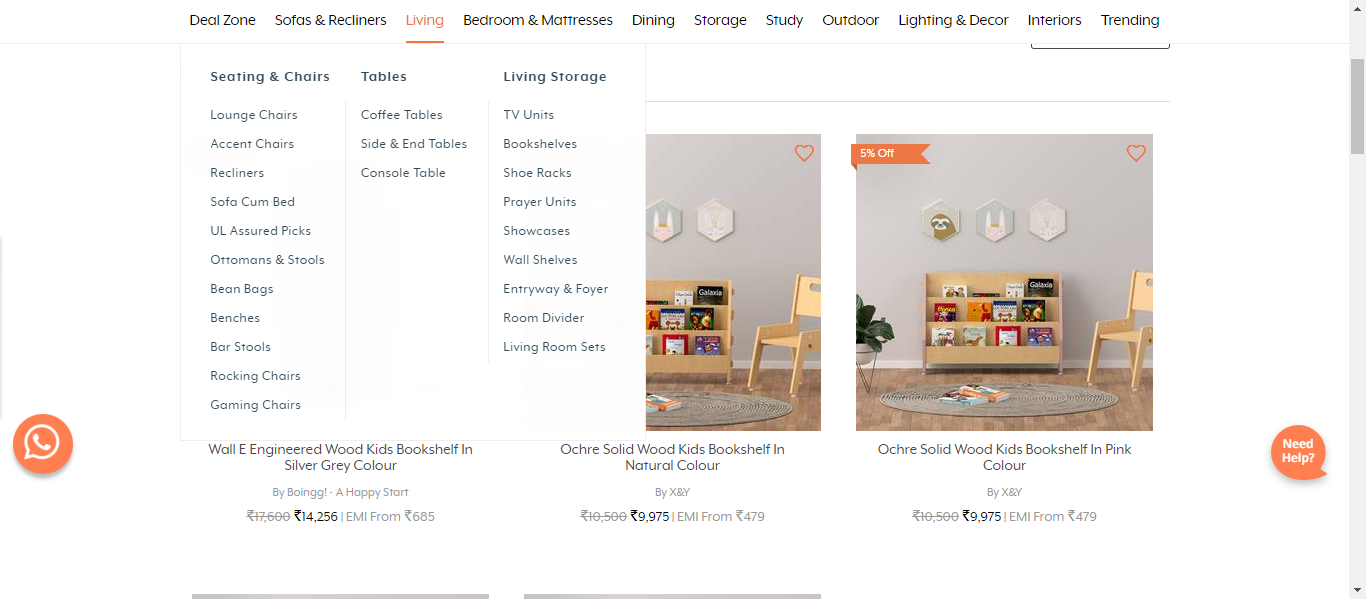 Deal Zone Sofas & Recliners Living Bedroom & Mattresses Dining Storage Study Outdoor Lighting & Decor Interiors Trending
Seating & Chairs
Lounge Chairs
Accent Chairs
Recliners
Sofa Cum Bed
UL Assured Picks
Ottomans & Stools
Bean Bags
Benches
Bar Stools
Rocking Chairs
Gaming Chairs
Tables
Coffee Tables
Side & End Tables
Console Table
Living Storage
TV Units
Bookshelves
Shoe Racks
Prayer Units
Showcases
Wall Shelves
Entryway & Foyer
Room Divider
Living Room Sets
Galaxia
5% Off
Galaxia
Wall E Engineered Wood Kids Bookshelf In
Silver Grey Colour
By Boingg! - A Happy Start
₹17,600 ₹14,256 | EMI From ₹685
Ochre Solid Wood Kids Bookshelf In
Natural Colour
By X&Y
₹10,500 ₹9,975 | EMI From ₹479
Ochre Solid Wood Kids Bookshelf In Pink
Colour
By X&Y
₹10,500 ₹9,975 | EMI From ₹479
Need
Help?